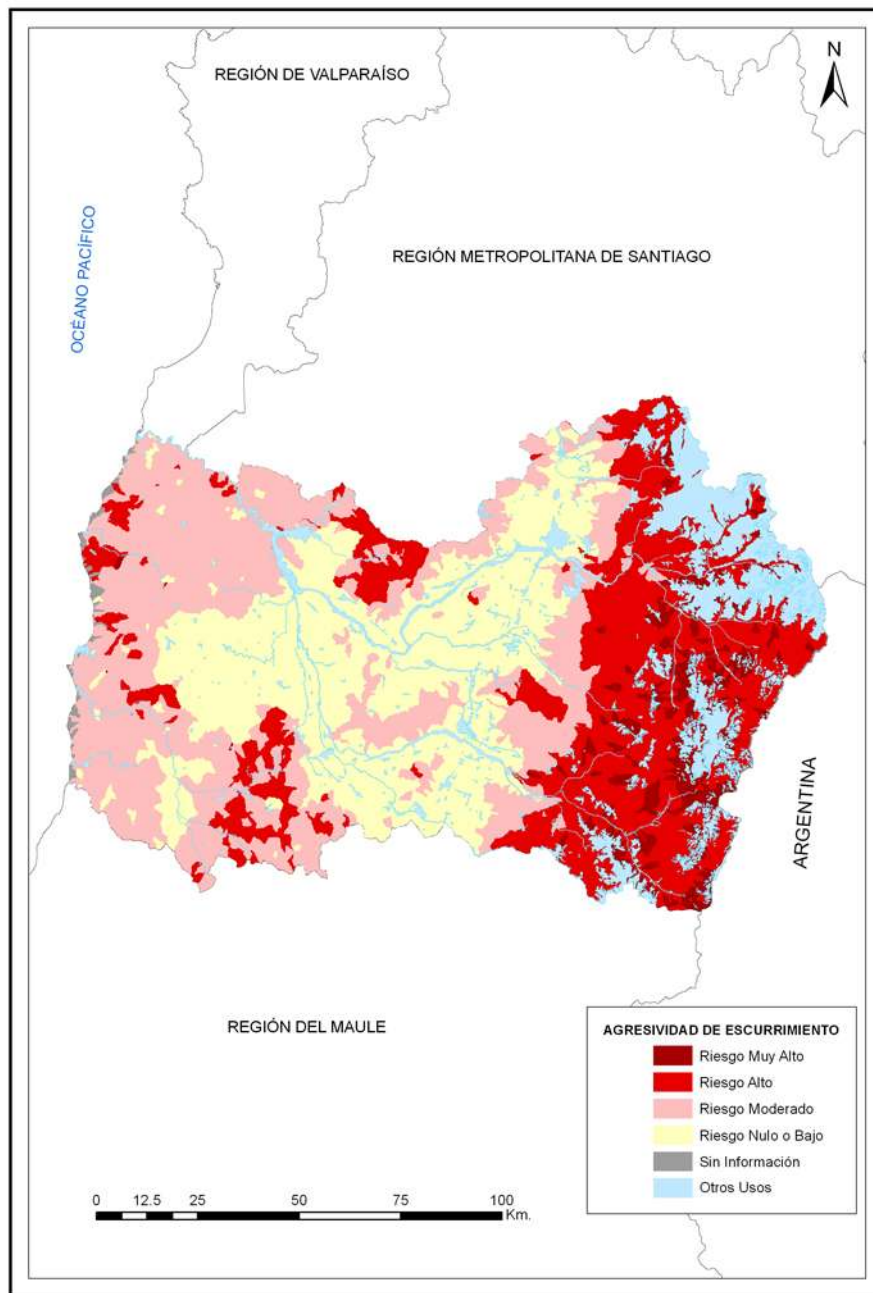 N
REGIÓN DE VALPARAÍSO
OCÉANO PACÍFICO
REGIÓN METROPOLITANA DE SANTIAGO
ARGENTINA
REGIÓN DEL MAULE
AGRESIVIDAD DE ESCURRIMIENTO
Riesgo Muy Alto
Riesgo Alto
Riesgo Moderado
Riesgo Nulo o Bajo
Sin Información
Otros Usos
0 12.5 25 50 75 100
Km.